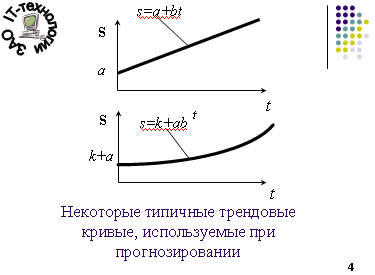 ЗАО IT-технологии
s=a+bt
s
a
t
s
s=k+ab t
k+a
t
Некоторые типичные трендовые
кривые, используемые при
прогнозировании
4